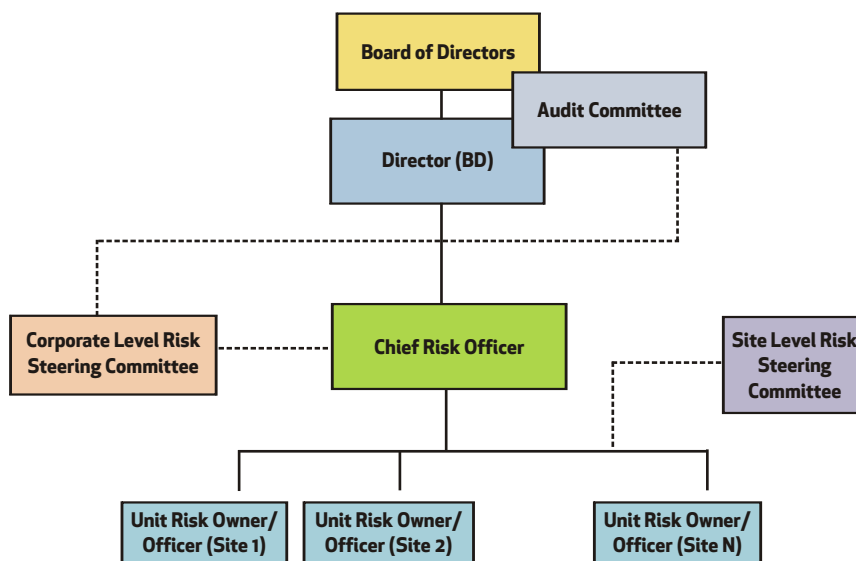 Board of Directors
Audit Committee
Director (BD)
Corporate Level Risk
Steering Committee
Chief Risk Officer
Site Level Risk
Steering
Committee
Unit Risk Owner/
Officer (Site 1)
Unit Risk Owner/
Officer (Site 2)
Unit Risk Owner/
Officer (Site N)